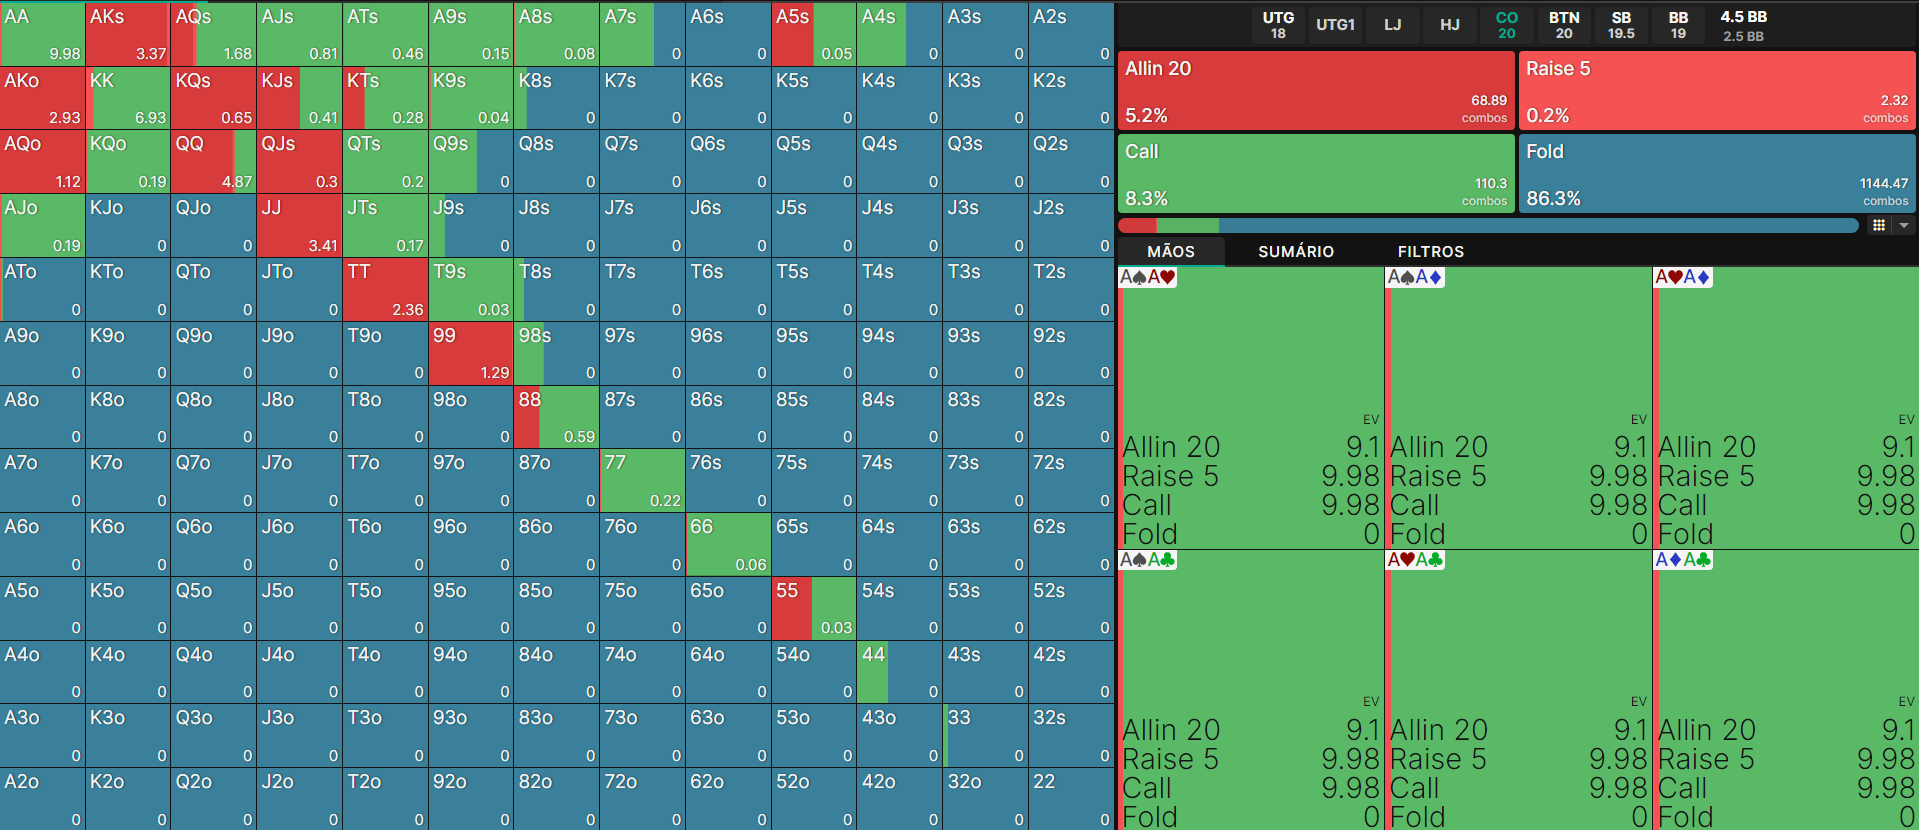 AA AKs AQs AJs ATs A9s A8s A7s A6s A5s A4s A3s A2s
9.98 3.37 1.68 0.81 0.46 0.15 0.08 0 0 0.05 0 0 0
AKo KK KQs KJs KTs K9s K8s K7s K6s K5s K4s K3s K2s
2.93 6.93 0.65 0.41 0.28 0.04 0 0 0 0 0 0 0
AQo KQo QQ QJs QTs Q9s Q8s Q7s Q6s Q5s Q4s Q3s Q2s
1.12 0.19 4.87 0.3 0.2 0 0 0 0 0 0 0 0
AJo KJo QJo JJ JTs J9s J8s J7s J6s J5s J4s J3s J2s
0.19 0 0 3.41 0.17 0 0 0 0 0 0 0 0
ATo KTo QTo JTo TT T9s T8s T7s T6s T5s T4s T3s T2s
0 0 0 0 2.36 0.03 0 0 0 0 0 0 0
A9o K9o Q9o J9o T9o 99 98s 97s 96s 95s 94s 93s 92s
0 0 0 0 0 1.29 0 0 0 0 0 0 0
A8o K8o Q8o J8o T8o 98o 88 87s 86s 85s 84s 83s 82s
0 0 0 0 0 0 0.59 0 0 0 0 0 0
A7o K7o Q7o J7o T7o 97o 87o 77 76s 75s 74s 73s 72s
0 0 0 0 0 0 0 0.22 0 0 0 0 0
A6o K6o Q6o J6o T6o 96o 86o 76o 66 65s 64s 63s 62s
0 0 0 0 0 0 0 0 0.06 0 0 0 0
A5o K5o Q5o J5o T5o 95o 85o 75o 65o 55 54s 53s 52s
0 0 0 0 0 0 0 0 0 0.03 0 0 0
A4o K4o Q4o J4o T4o 94o 84o 74o 64o 54o 44 43s 42s
0 0 0 0 0 0 0 0 0 0 0 0
A3o K3o Q3o J3o T3o 93o 83o 73o 63o 53o 43o 33 32s
0 0 0 0 0 0 0 0 0 0 0 0 0
A2o K2o Q2o J2o T2o 92o 82o 72o 62o 52o 42o 32o 22
0 0 0 0 0 0 0 0 0 0 0 0 0
UTG UTG1 LJ HJ CO BTN SB BB 4.5 BB
18 20 20 19.5 19 2.5 BB
Allin 20 Raise 5
68.89 2.32
5.2% combos 0.2% combos
Call Fold
110.3 1144.47
8.3% combos 86.3% combos
MÃOS SUMÁRIO FILTROS
A♠A♥ A♠A♦ A♥A♦
EV EV EV
Allin 20 9.1 Allin 20 9.1 Allin 20 9.1
Raise 5 9.98 Raise 5 9.98 Raise 5 9.98
Call 9.98 Call 9.98 Call 9.98
Fold 0 Fold 0 Fold 0
A♠A♣ A♥A♣ A♦A♣
EV EV EV
Allin 20 9.1 Allin 20 9.1 Allin 20 9.1
Raise 5 9.98 Raise 5 9.98 Raise 5 9.98
Call 9.98 Call 9.98 Call 9.98
Fold 0 Fold 0 Fold 0